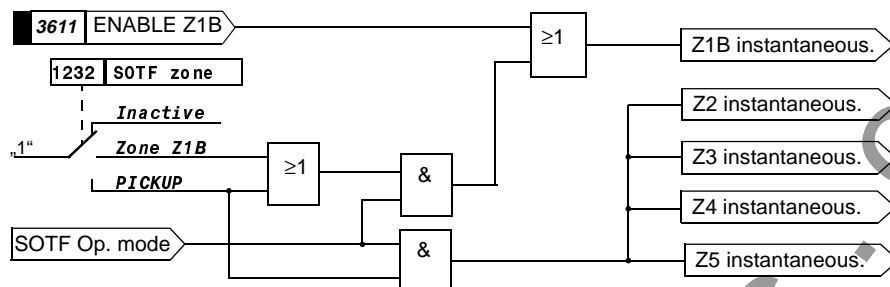 3611 ENABLE Z1B
≥1
Z1B instantaneous.
1232 SOTF zone
Z2 instantaneous.
Inactive
„1“
Zone Z1B
≥1
&
Z3 instantaneous.
PICKUP
Z4 instantaneous.
SOTF Op. mode
&
Z5 instantaneous.